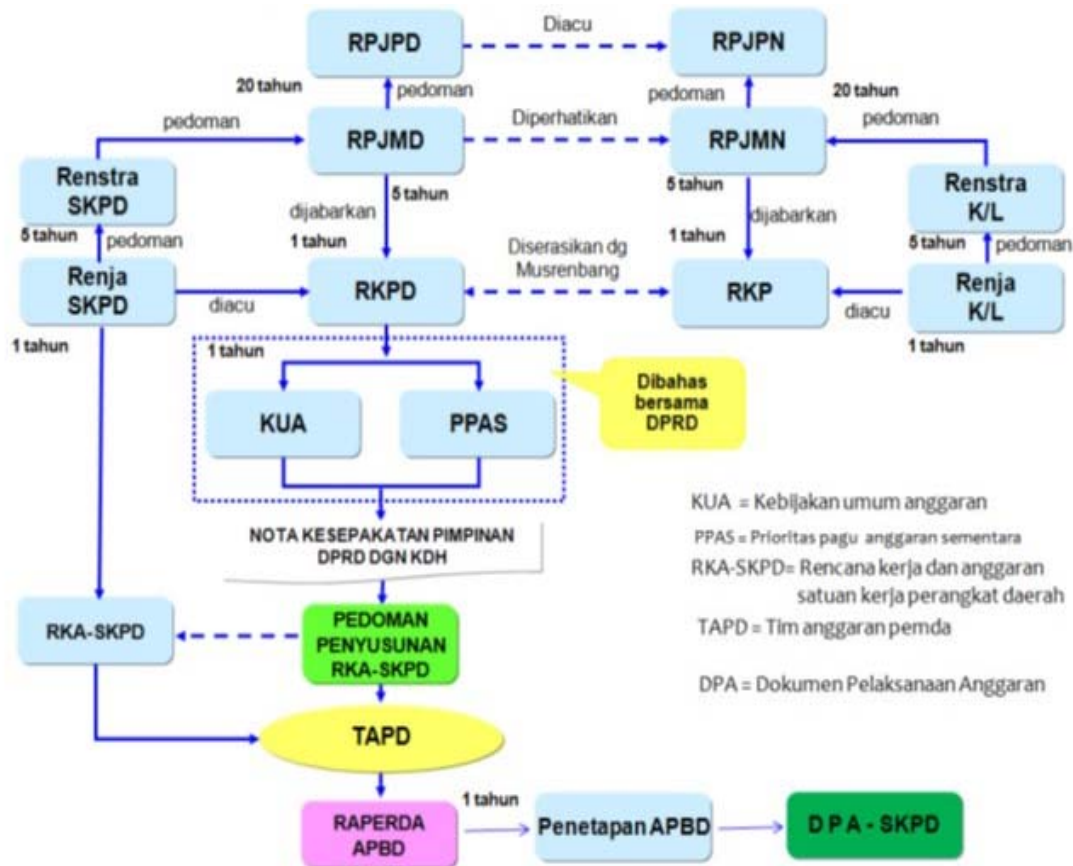 RPJPD
Diacu
RPJPN
20 tahun
pedoman
pedoman
20 tahun
pedoman
RPJMD
Diperhatikan
RPJMN
pedoman
Renstra
SKPD
5 tahun
dijabarkan
1 tahun
5 tahun
dijabarkan
1 tahun
Renstra
K/L
5 tahun
pedoman
5 tahun
pedoman
Renja
SKPD
diacu
RKPD
Diserasikan dg
Musrenbang
RKP
diacu
Renja
K/L
1 tahun
1 tahun
1 tahun
KUA
PPAS
Dibahas
bersama
DPRD
NOTA KESEPAKATAN PIMPINAN
DPRD DGN KDH
KUA = Kebijakan umum anggaran
PPAS = Prioritas pagu anggaran sementara
RKA-SKPD= Rencana kerja dan anggaran
satuan kerja perangkat daerah
TAPD = Tim anggaran pemda
DPA = Dokumen Pelaksanaan Anggaran
RKA-SKPD
PEDOMAN
PENYUSUNAN
RKA-SKPD
TAPD
RAPERDA
APBD
1 tahun
Penetapan APBD
DPA - SKPD